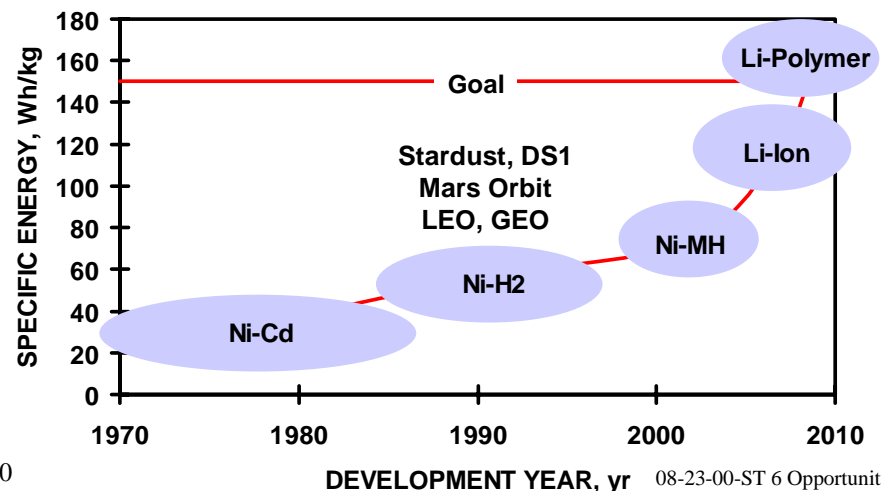 SPECIFIC ENERGY, Wh/kg
180
160
140
120
100
80
60
40
20
0
Li-Polymer
Goal
Li-Ion
Stardust, DS1
Mars Orbit
LEO, GEO
Ni-MH
Ni-H2
Ni-Cd
1970
1980
1990
2000
2010
0
DEVELOPMENT YEAR, yr
08-23-00-ST 6 Opportunit